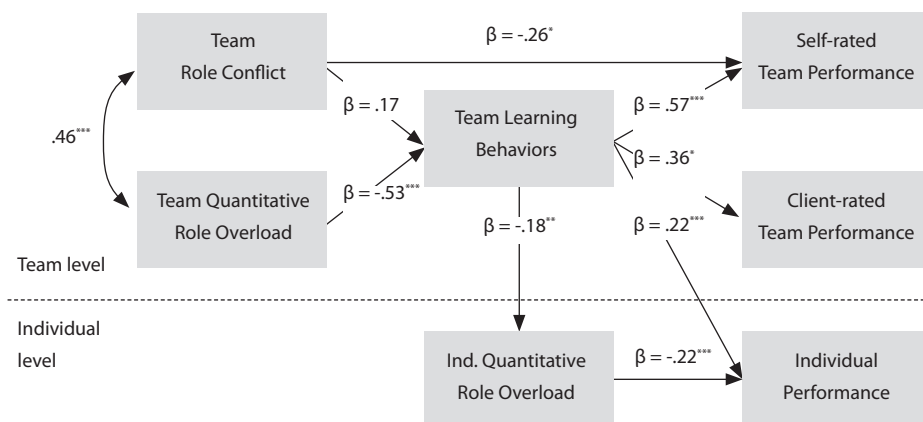 Team
Role Conflict
β = -.26*
Self-rated
Team Performance
.46***
β = .17
Team Learning
Behaviors
β = .57***
β = .36*
Team Quantitative
Role Overload
β = -.53***
β = -.18**
β = .22***
Client-rated
Team Performance
Team level
Individual
level
Ind. Quantitative
Role Overload
β = -.22***
Individual
Performance